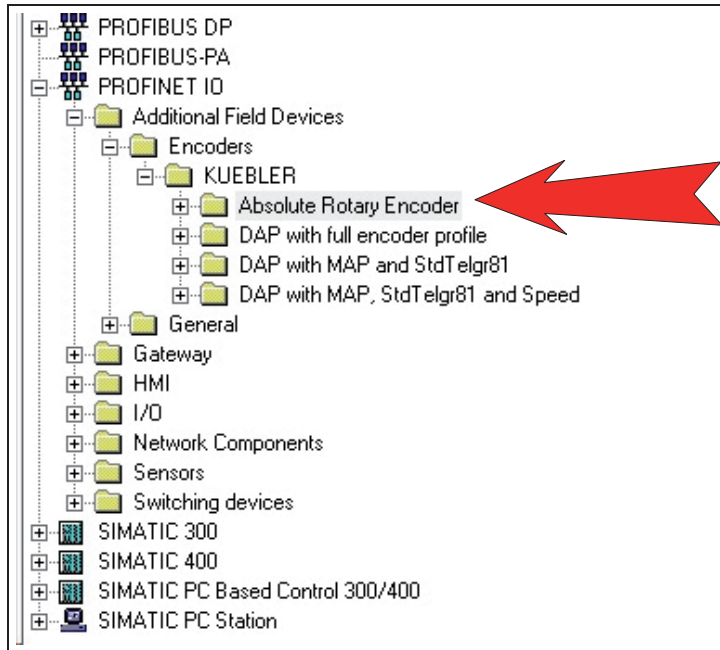 PROFIBUS DP
PROFIBUS-PA
PROFINET IO
Additional Field Devices
Encoders
KUEBLER
Absolute Rotary Encoder
DAP with full encoder profile
DAP with MAP and StdTelgr81
DAP with MAP, StdTelgr81 and Speed
General
Gateway
HMI
I/O
Network Components
Sensors
Switching devices
SIMATIC 300
SIMATIC 400
SIMATIC PC Based Control 300/400
SIMATIC PC Station